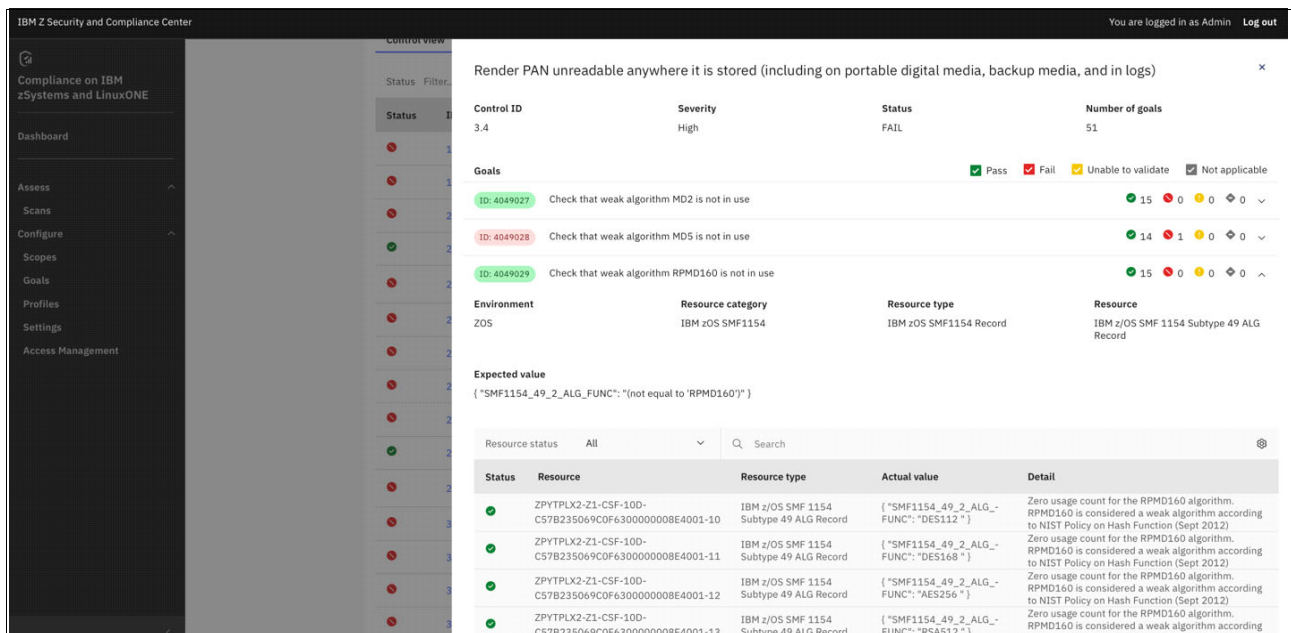 IBM Z Security and Compliance Center
You are logged in as Admin Log out
Compliance on IBM
zSystems and LinuxONE
Dashboard
Assess
Scans
Configure
Scopes
Goals
Profiles
Settings
Access Management
Control view
Status Filter...
Status
Render PAN unreadable anywhere it is stored (including on portable digital media, backup media, and in logs)
Control ID Severity Status Number of goals
3.4 High FAIL 51
Goals Pass Fail Unable to validate Not applicable
ID: 4049027 Check that weak algorithm MD2 is not in use 15 0 0 0
ID: 4049028 Check that weak algorithm MD5 is not in use 14 1 0 0
ID: 4049029 Check that weak algorithm RPMD160 is not in use 15 0 0 0
Environment Resource category Resource type Resource
ZOS IBM zOS SMF1154 IBM zOS SMF1154 Record IBM z/OS SMF 1154 Subtype 49 ALG
Record
Expected value
{ "SMF1154_49_2_ALG_FUNC": "(not equal to 'RPMD160')" }
Resource status All Search
Status Resource Resource type Actual value Detail
ZPYTPLX2-Z1-CSF-10D- IBM z/OS SMF 1154 { "SMF1154_49_2_ALG_- Zero usage count for the RPMD160 algorithm.
C57B235069C0F6300000008E4001-10 Subtype 49 ALG Record FUNC": "DES112 " } RPMD160 is considered a weak algorithm according
to NIST Policy on Hash Function (Sept 2012)
ZPYTPLX2-Z1-CSF-10D- IBM z/OS SMF 1154 { "SMF1154_49_2_ALG_- Zero usage count for the RPMD160 algorithm.
C57B235069C0F6300000008E4001-11 Subtype 49 ALG Record FUNC": "DES168 " } RPMD160 is considered a weak algorithm according
to NIST Policy on Hash Function (Sept 2012)
ZPYTPLX2-Z1-CSF-10D- IBM z/OS SMF 1154 { "SMF1154_49_2_ALG_- Zero usage count for the RPMD160 algorithm.
C57B235069C0F6300000008E4001-12 Subtype 49 ALG Record FUNC": "AES256 " } RPMD160 is considered a weak algorithm according
to NIST Policy on Hash Function (Sept 2012)
ZPYTPLX2-Z1-CSF-10D- IBM z/OS SMF 1154 { "SMF1154_49_2_ALG_- Zero usage count for the RPMD160 algorithm.
C57B235069C0F6300000008E4001-13 Subtype 49 ALG Record FUNC": "RSA512 " } RPMD160 is considered a weak algorithm according